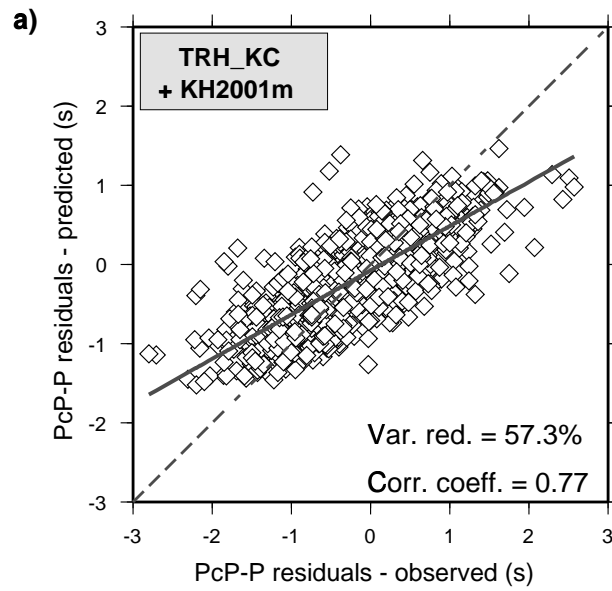 a)
TRH_KC
+ KH2001m
3
2
1
0
-1
-2
-3
PcP-P residuals - predicted (s)
Var. red. = 57.3%
Corr. coeff. = 0.77
-3 -2 -1 0 1 2 3
PcP-P residuals - observed (s)